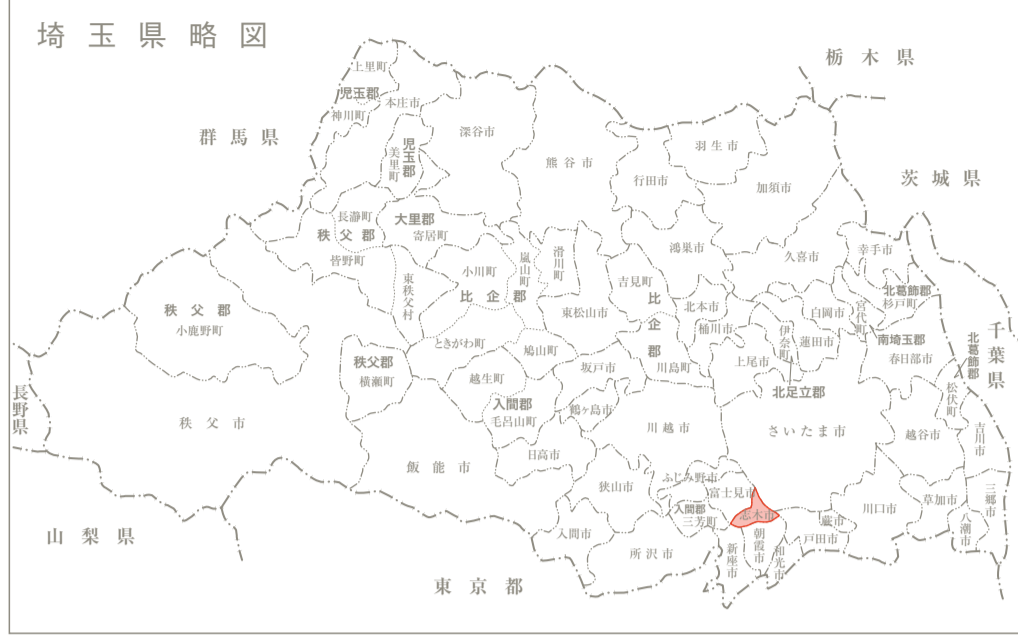 埼玉県略図
栃木県
群馬県
茨城県
千葉県
長野県
山梨県
東京都
上里町
児玉郡
神川町
本庄市
児玉郡
美里町
深谷市
熊谷市
行田市
羽生市
加須市
長瀞町
秩父郡
皆野町
大里郡
寄居町
東秩父村
小川町
比企郡
嵐山町
滑川町
東松山市
吉見町
比企郡
川島町
鴻巣市
北本市
桶川市
久喜市
幸手市
北葛飾郡
杉戸町
宮代町
南埼玉郡
白岡市
蓮田市
伊奈町
上尾市
北足立郡
春日部市
北葛飾郡
松伏町
秩父郡
小鹿野町
秩父市
秩父郡
横瀬町
ときがわ町
鳩山町
越生町
入間郡
毛呂山町
坂戸市
鶴ヶ島市
日高市
飯能市
川越市
さいたま市
越谷市
吉川市
狭山市
ふじみ野市
富士見市
入間郡
三芳町
志木市
入間市
所沢市
新座市
朝霞市
和光市
戸田市
蕨市
川口市
草加市
八潮市
三郷市